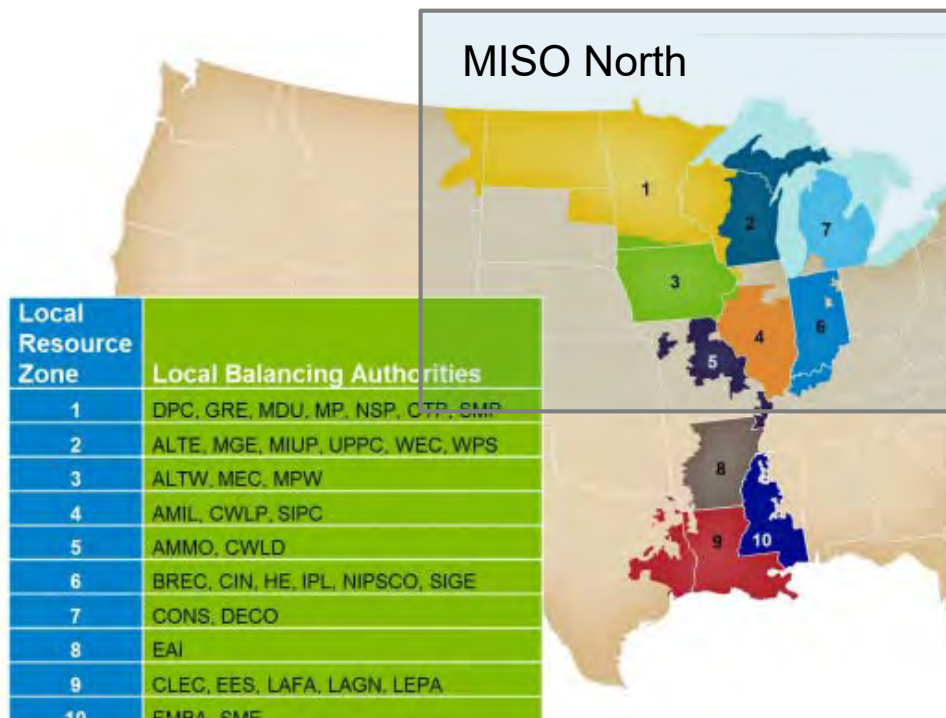 MISO North
1
2
7
3
4
6
5
8
9
10
Local Resource Zone
Local Balancing Authorities
1 DPC, GRE, MDU, MP, NSP, OTP, SMP
2 ALTE, MGE, MIUP, UPPC, WEC, WPS
3 ALTW, MEC, MPW
4 AMIL, CWLP, SIPC
5 AMMO, CWLD
6 BREC, CIN, HE, IPL, NIPSCO, SIGE
7 CONS, DECO
8 EAI
9 CLEC, EES, LAFA, LAGN, LEPA
10 EMBA, SME